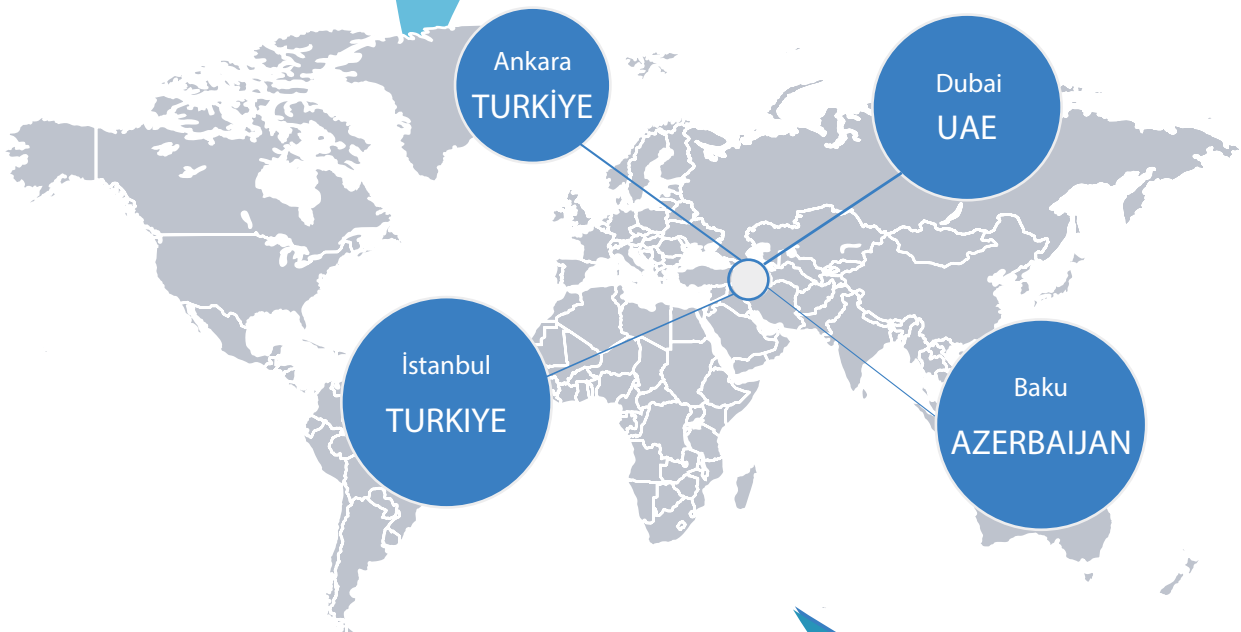 Ankara
TURKİYE
Dubai
UAE
İstanbul
TURKIYE
Baku
AZERBAIJAN